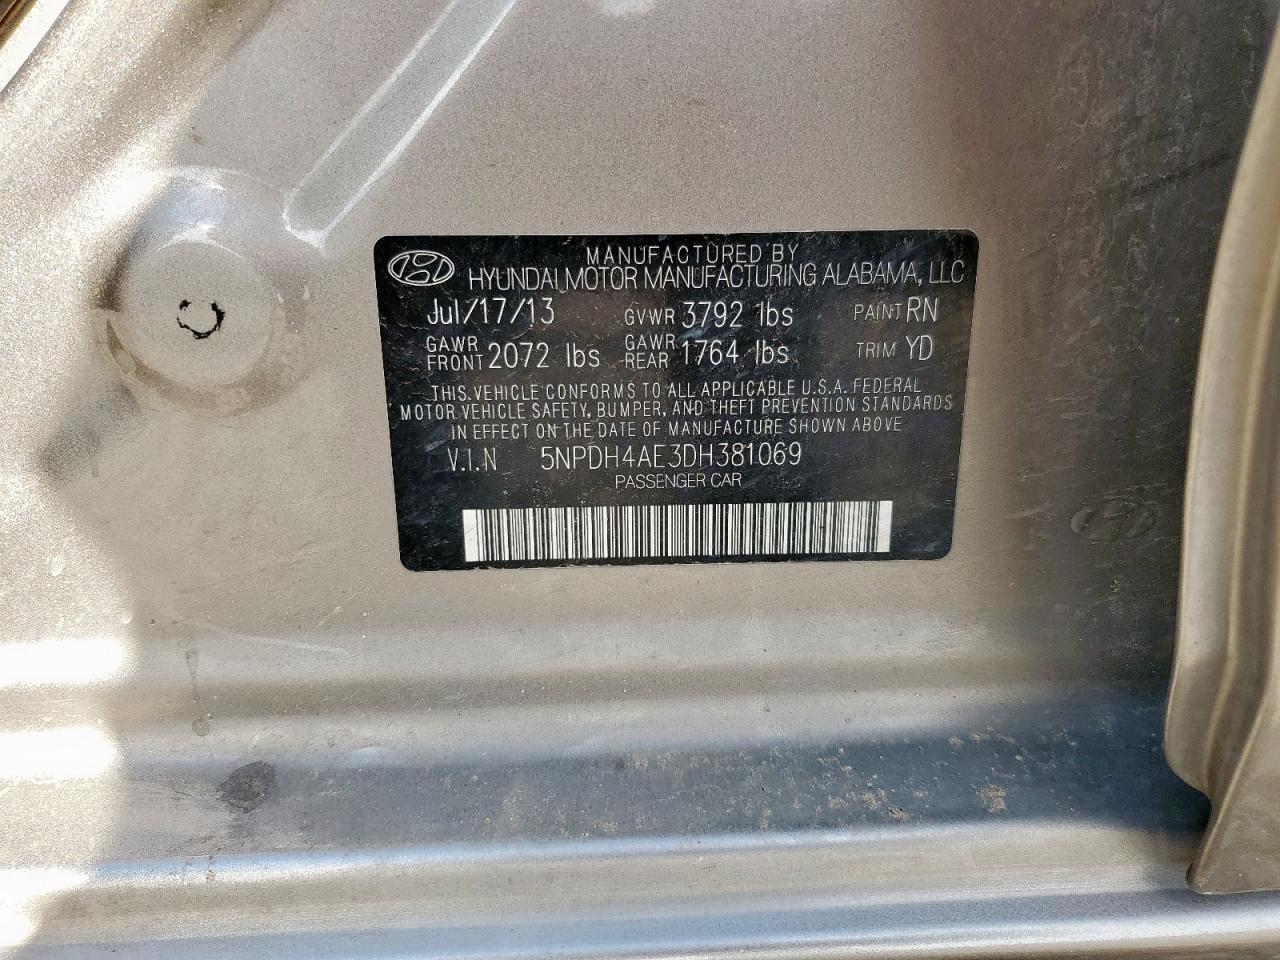 MANUFACTURED BY
HYUNDAI MOTOR MANUFACTURING ALABAMA, LLC
Jul/17/13 GVWR 3792 lbs PAINT RN
GAWR FRONT 2072 lbs GAWR REAR 1764 lbs TRIM YD
THIS VEHICLE CONFORMS TO ALL APPLICABLE U.S.A. FEDERAL
MOTOR VEHICLE SAFETY, BUMPER, AND THEFT PREVENTION STANDARDS
IN EFFECT ON THE DATE OF MANUFACTURE SHOWN ABOVE
V.I.N 5NPDH4AE3DH381069
PASSENGER CAR